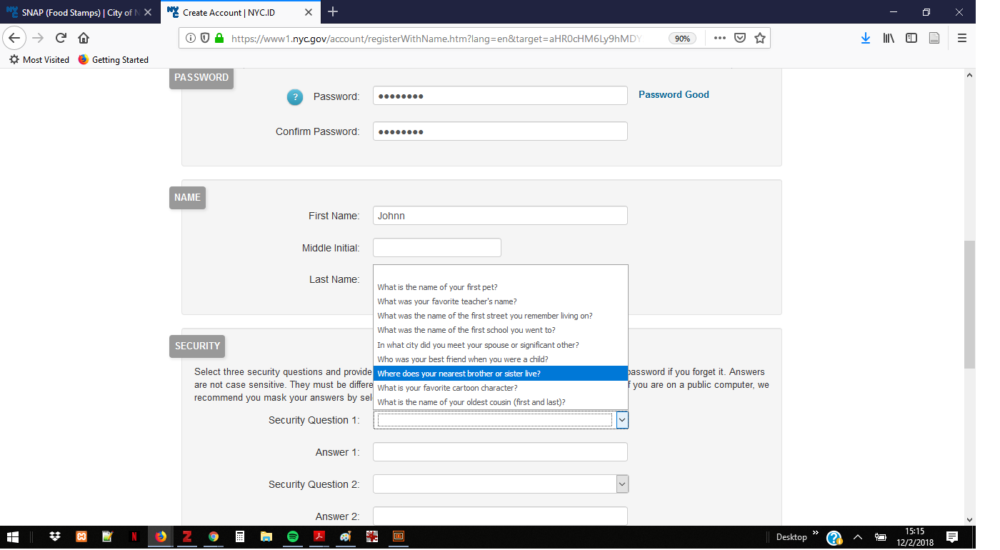 SNAP (Food Stamps) | City of N
Create Account | NYC.ID
https://www1.nyc.gov/account/registerWithName.htm?lang=en&target=aHR0cHM6Ly9hMDY
90%
Most Visited
Getting Started
PASSWORD
? Password: ●●●●●●●● Password Good
Confirm Password: ●●●●●●●●
NAME
First Name: Johnn
Middle Initial:
Last Name:
What is the name of your first pet?
What was your favorite teacher's name?
What was the name of the first street you remember living on?
What was the name of the first school you went to?
In what city did you meet your spouse or significant other?
Who was your best friend when you were a child?
Where does your nearest brother or sister live?
What is your favorite cartoon character?
What is the name of your oldest cousin (first and last)?
SECURITY
Select three security questions and provide password if you forget it. Answers
are not case sensitive. They must be differe f you are on a public computer, we
recommend you mask your answers by sel
Security Question 1:
Answer 1:
Security Question 2:
Answer 2:
Desktop
15:15
12/2/2018